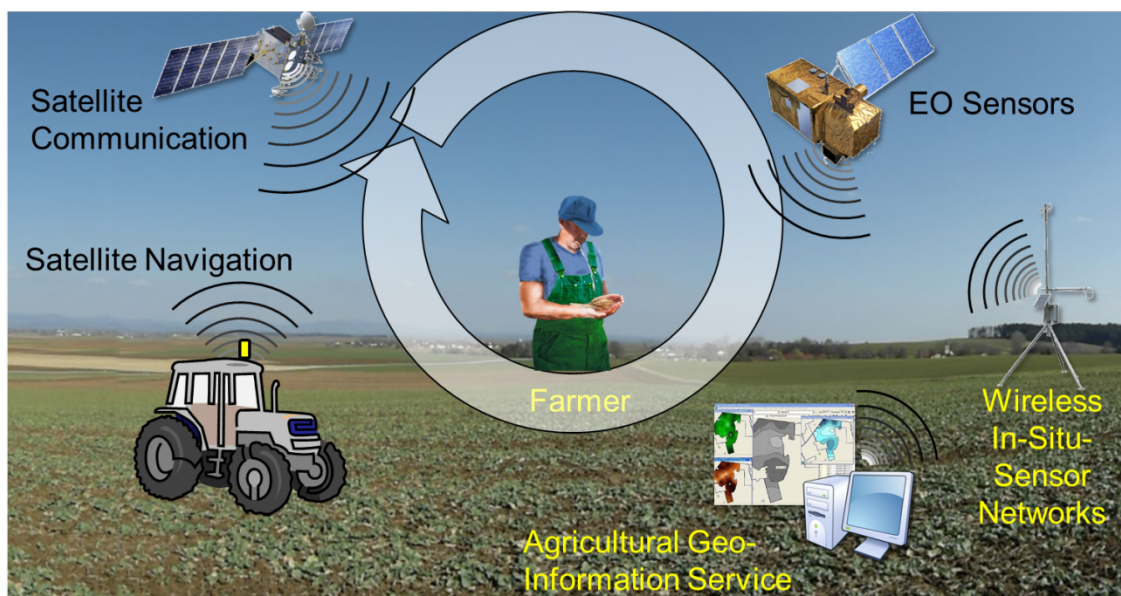 Satellite
Communication
EO Sensors
Satellite Navigation
Farmer
Wireless
In-Situ-
Sensor
Networks
Agricultural Geo-
Information Service